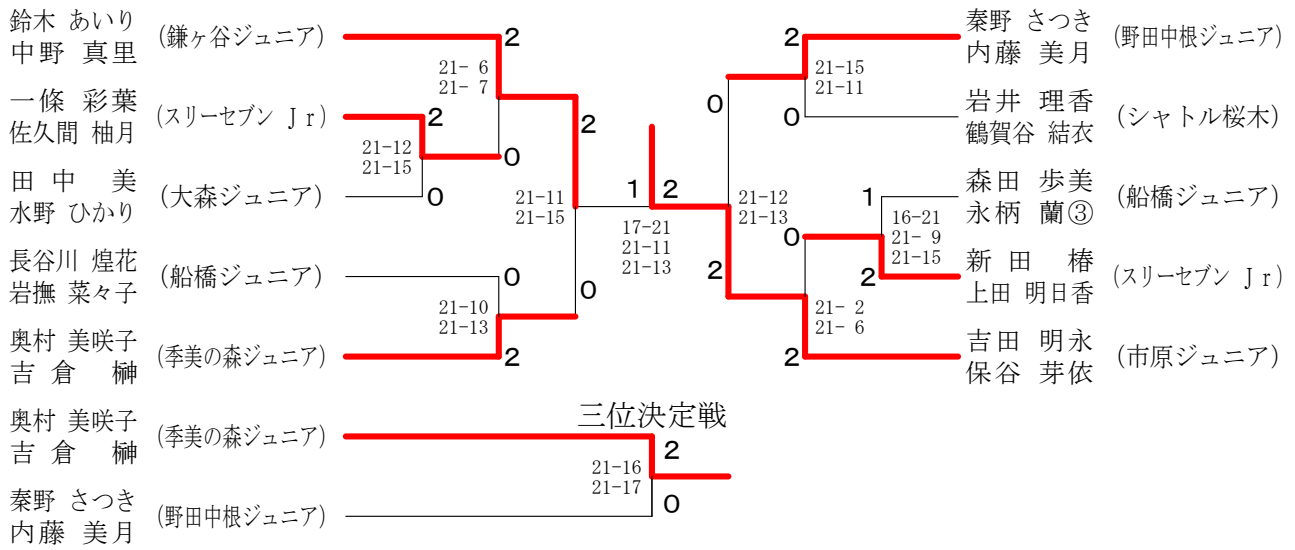 鈴木 あいり
中野 真里
(鎌ヶ谷ジュニア)
2
21- 6
21- 7
一條 彩葉
佐久間 柚月
(スリーセブン Jr)
2
0
21-12
21-15
田中 美
水野 ひかり
(大森ジュニア)
0
2
21-11
21-15
0
長谷川 煌花
岩撫 菜々子
(船橋ジュニア)
0
21-10
21-13
奥村 美咲子
吉倉 榊
(季美の森ジュニア)
2
1
2
17-21
21-11
21-13
秦野 さつき
内藤 美月
(野田中根ジュニア)
2
21-15
21-11
岩井 理香
鶴賀谷 結衣
(シャトル桜木)
0
0
21-12
21-13
2
森田 歩美
永柄 蘭③
(船橋ジュニア)
1
16-21
21- 9
21-15
新田 椿
上田 明日香
(スリーセブン Jr)
2
0
21- 2
21- 6
吉田 明永
保谷 芽依
(市原ジュニア)
2
三位決定戦
奥村 美咲子
吉倉 榊
(季美の森ジュニア)
2
21-16
21-17
秦野 さつき
内藤 美月
(野田中根ジュニア)
0